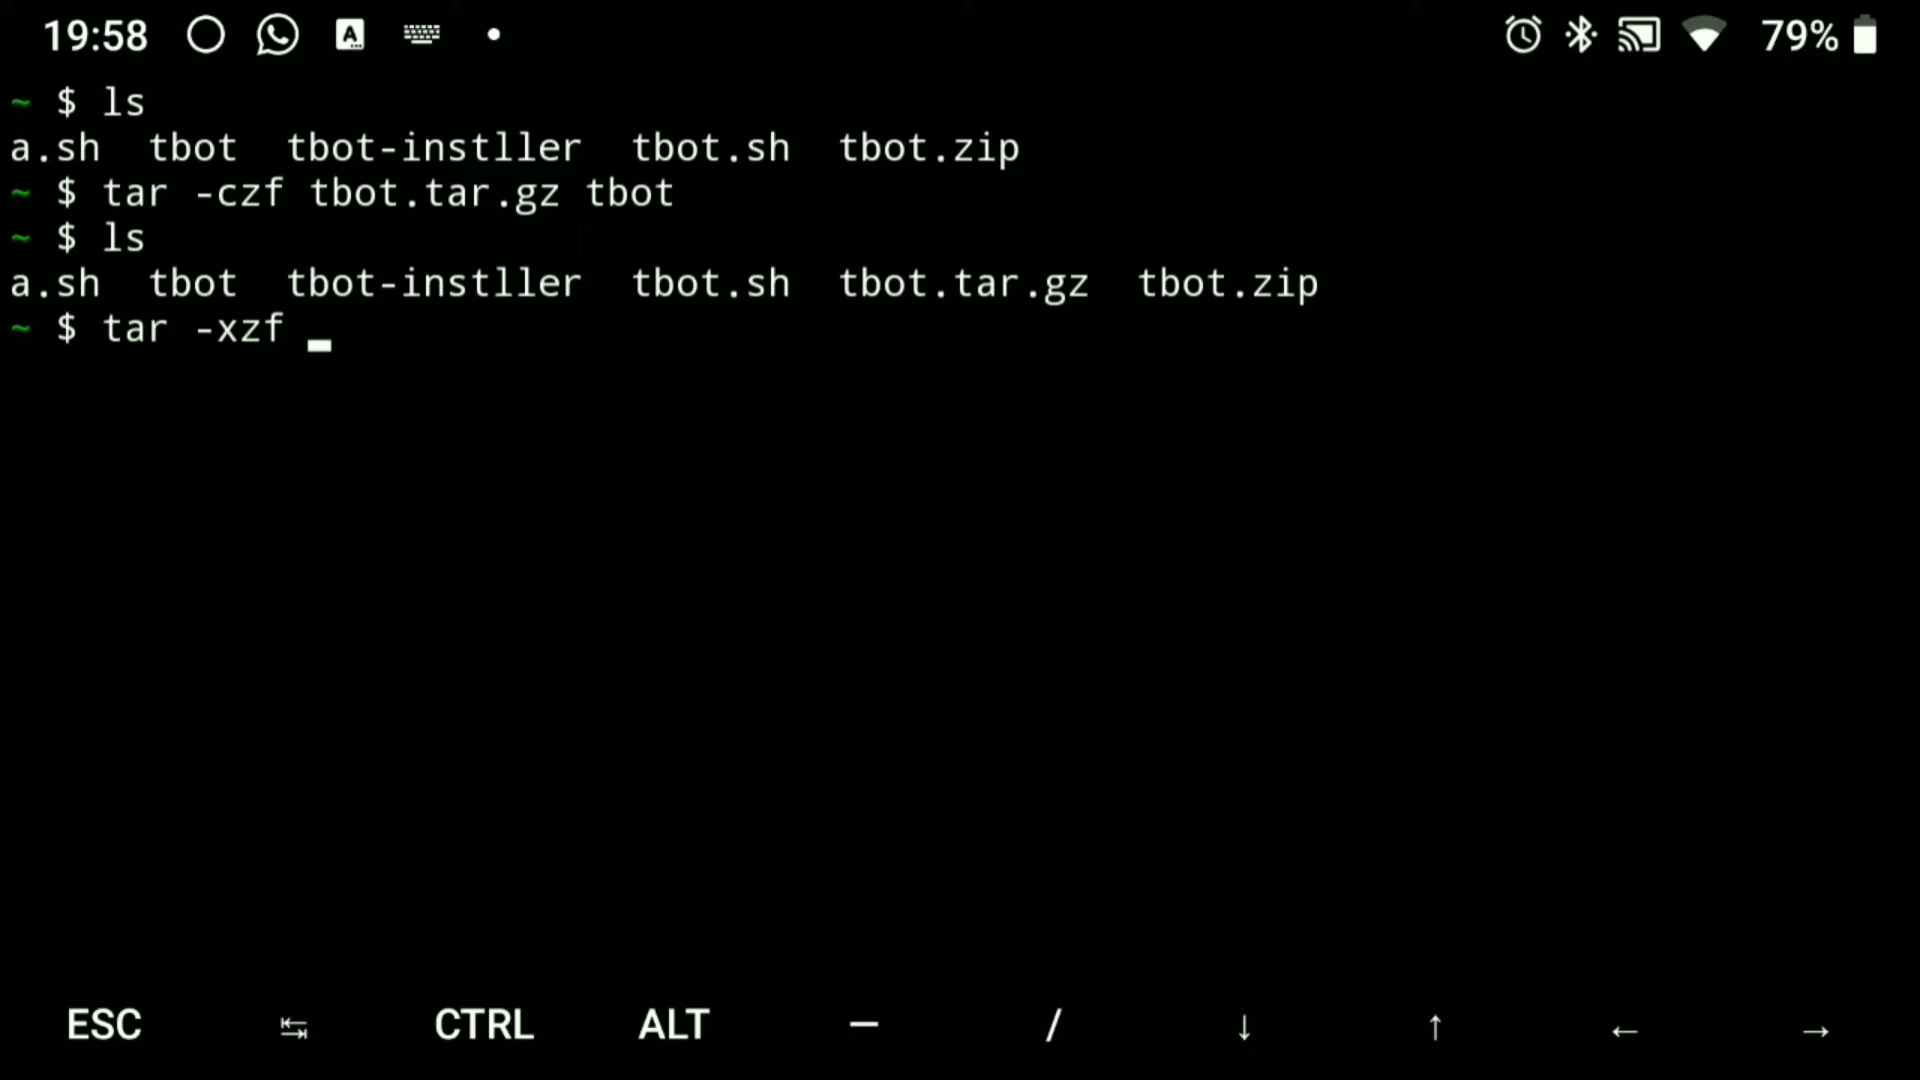 19:58 A 79%
~ $ ls
a.sh tbot tbot-instller tbot.sh tbot.zip
~ $ tar -czf tbot.tar.gz tbot
~ $ ls
a.sh tbot tbot-instller tbot.sh tbot.tar.gz tbot.zip
~ $ tar -xzf
ESC ⇆ CTRL ALT — / ↓ ↑ ← →